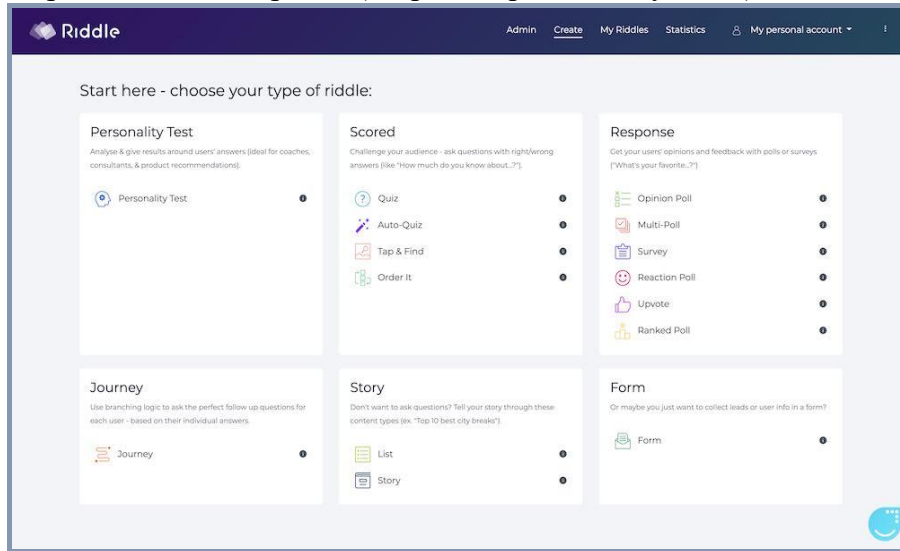 Riddle
Admin Create My Riddles Statistics My personal account
Start here - choose your type of riddle:
Personality Test
Analyse & give results around users' answers (ideal for coaches,
consultants, & product recommendations).
Personality Test
Scored
Challenge your audience - ask questions with right/wrong
answers (like "How much do you know about..?").
Quiz
Auto-Quiz
Tap & Find
Order It
Response
Get your users' opinions and feedback with polls or surveys
("What's your favorite..?")
Opinion Poll
Multi-Poll
Survey
Reaction Poll
Upvote
Ranked Poll
Journey
Use branching logic to ask the perfect follow up questions for
each user - based on their individual answers.
Journey
Story
Don't want to ask questions? Tell your story through these
content types (ex. "Top 10 best city breaks").
List
Story
Form
Or maybe you just want to collect leads or user info in a form?
Form